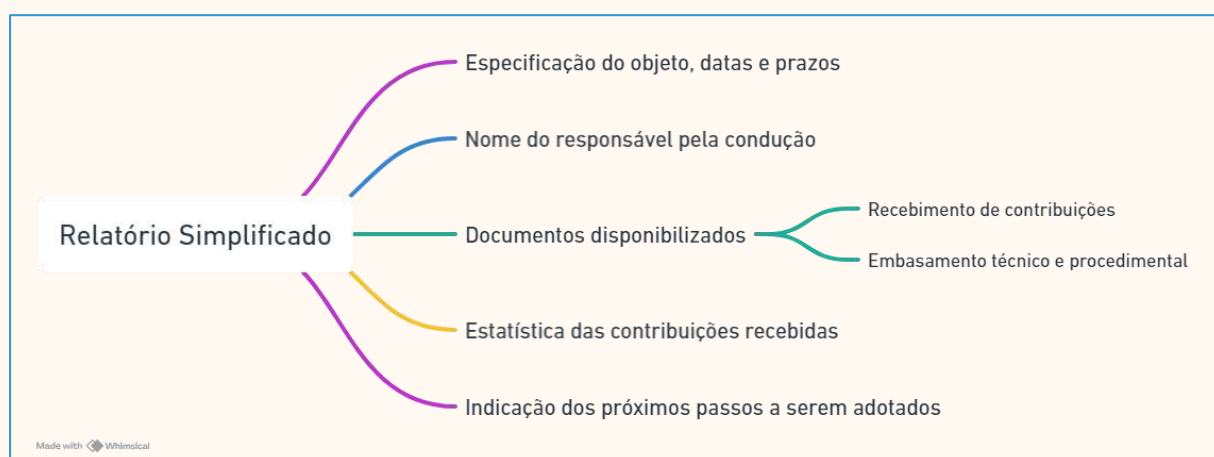 Especificação do objeto, datas e prazos
Nome do responsável pela condução
Relatório Simplificado
Documentos disponibilizados
Recebimento de contribuições
Embasamento técnico e procedimental
Estatística das contribuições recebidas
Indicação dos próximos passos a serem adotados
Made with Whimsical